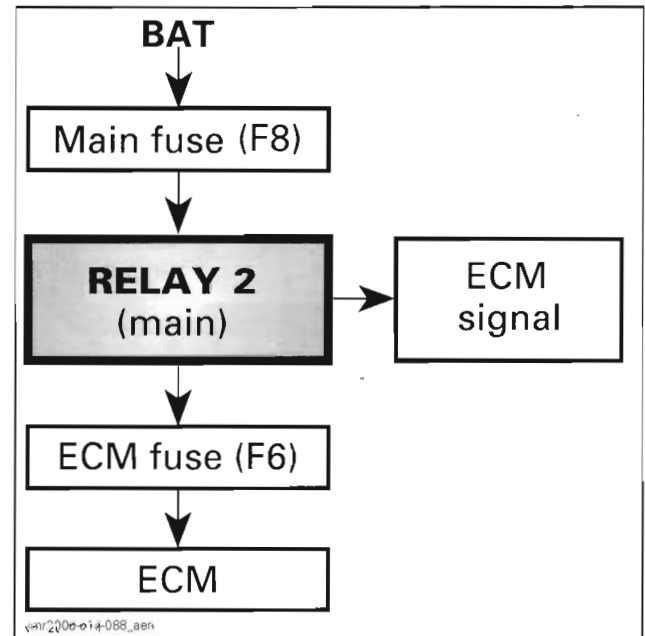 BAT
Main fuse (F8)
RELAY 2
(main)
ECM
signal
ECM fuse (F6)
ECM